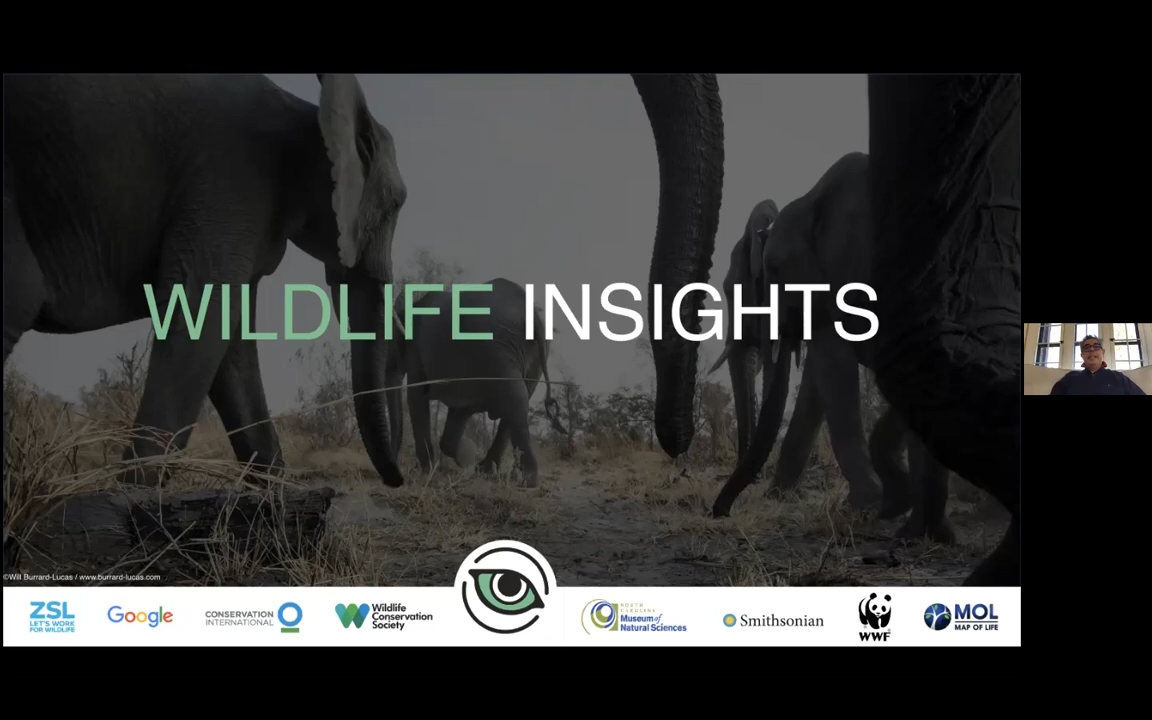 WILDLIFE INSIGHTS
©Will Burrard-Lucas / www.burrard-lucas.com
ZSL
LET'S WORK
FOR WILDLIFE
Google
CONSERVATION
INTERNATIONAL
Wildlife
Conservation
Society
NORTH
CAROLINA
Museum of
Natural Sciences
Smithsonian
WWF
MOL
MAP OF LIFE